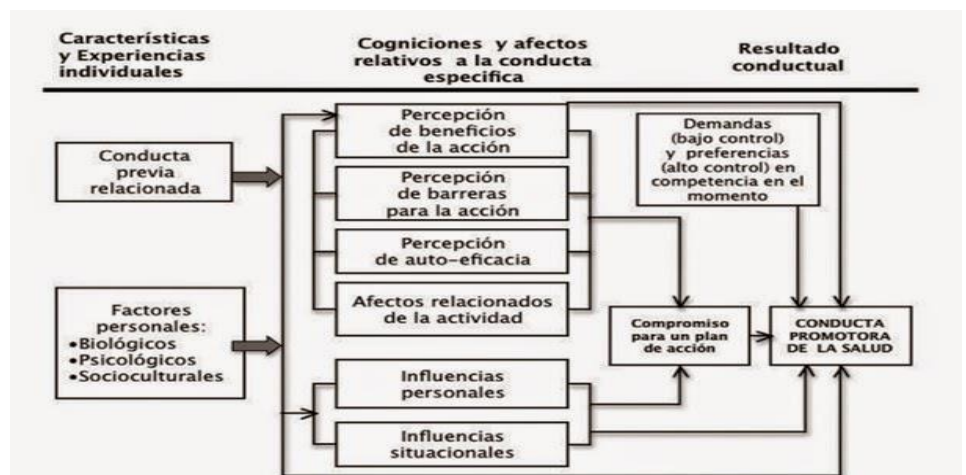 Características
y Experiencias
individuales
Cogniciones y afectos
relativos a la conducta
especifica
Resultado
conductual
Conducta
previa
relacionada
Factores
personales:
•Biológicos
•Psicológicos
•Socioculturales
Percepción
de beneficios
de la acción
Percepción
de barreras
para la acción
Percepción
de auto-eficacia
Afectos relacionados
de la actividad
Influencias
personales
Influencias
situacionales
Demandas
(bajo control)
y preferencias
(alto control) en
competencia en el
momento
Compromiso
para un plan
de acción
CONDUCTA
PROMOTORA
DE LA SALUD